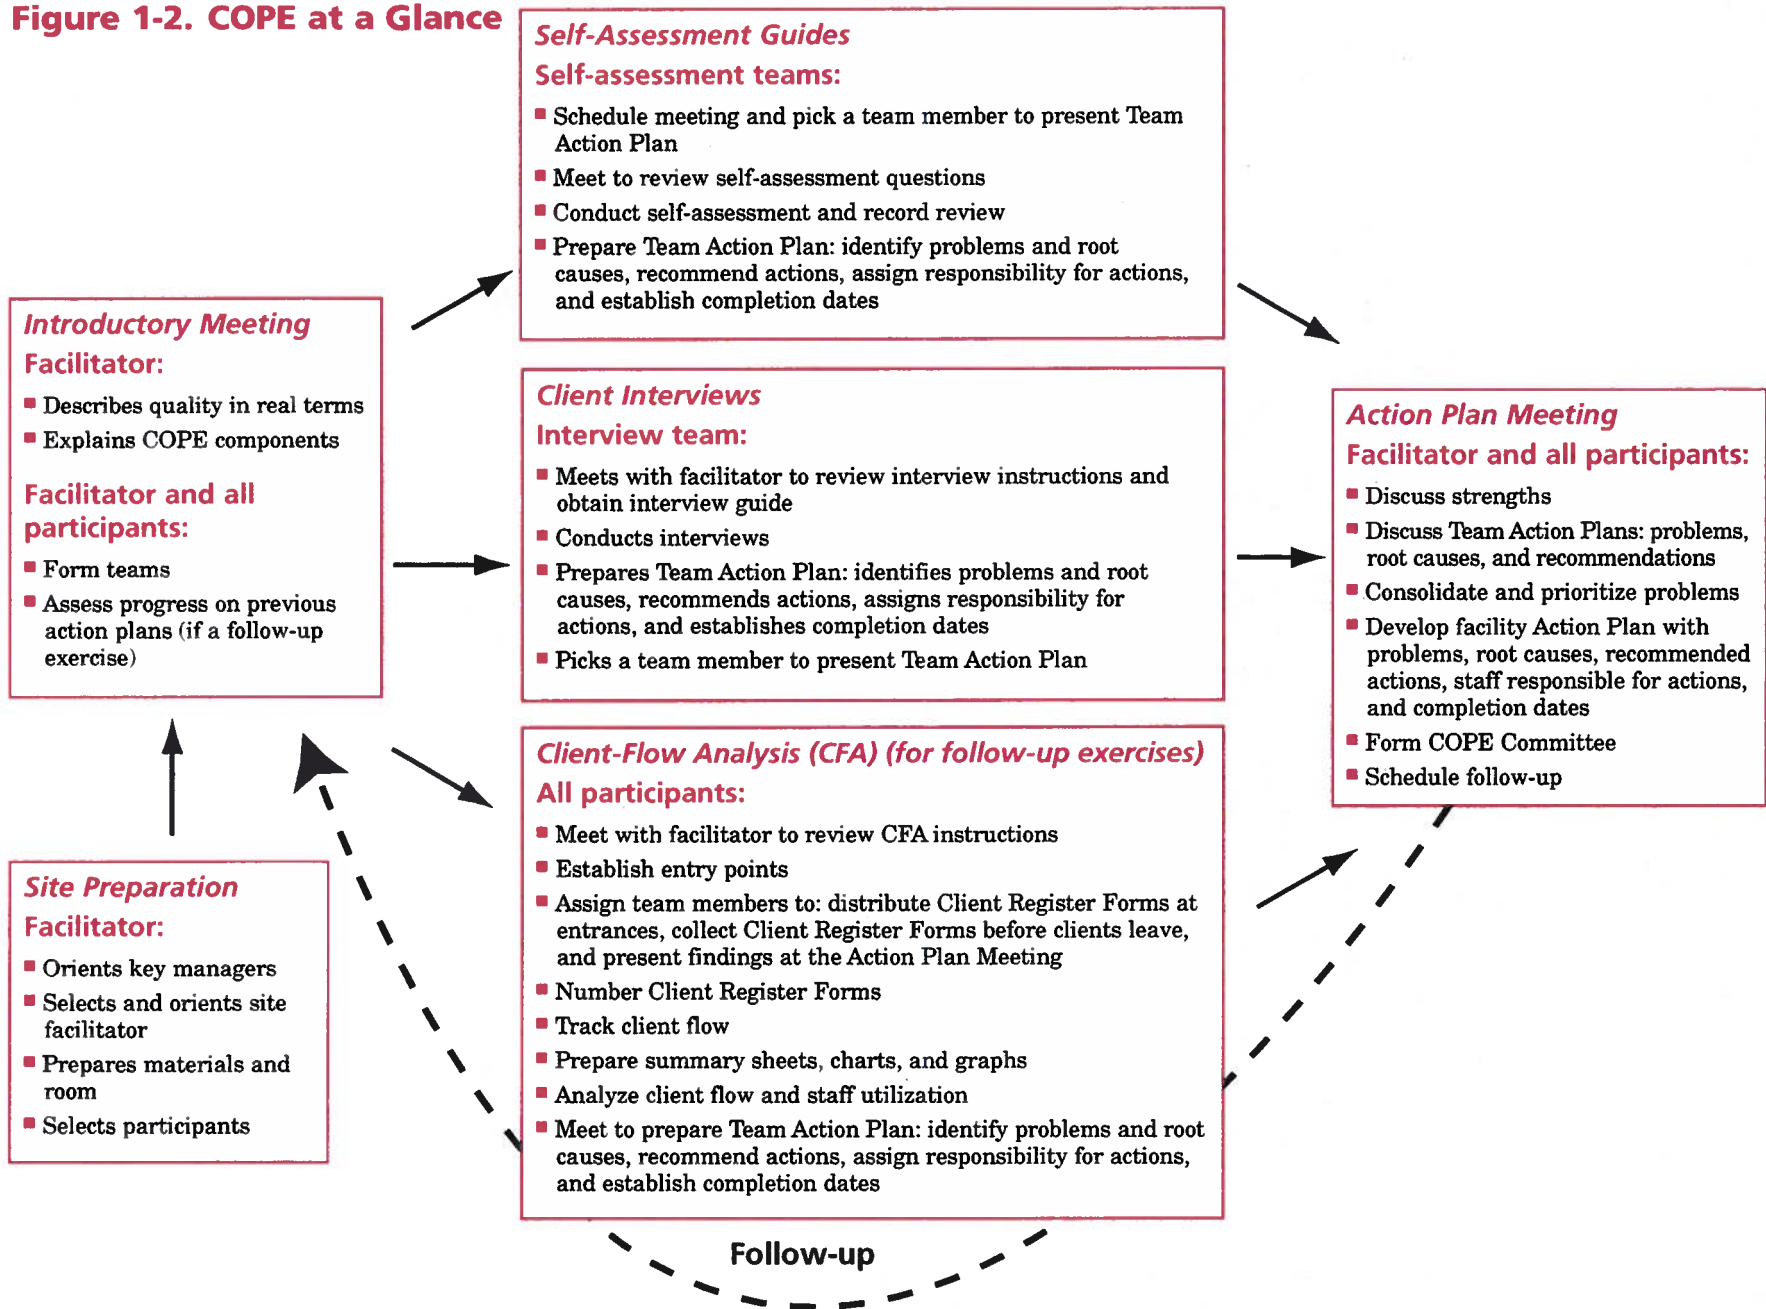 Figure 1-2. COPE at a Glance
Self-Assessment Guides
Self-assessment teams:
■ Schedule meeting and pick a team member to present Team
Action Plan
■ Meet to review self-assessment questions
■ Conduct self-assessment and record review
■ Prepare Team Action Plan: identify problems and root
causes, recommend actions, assign responsibility for actions,
and establish completion dates
Introductory Meeting
Facilitator:
■ Describes quality in real terms
■ Explains COPE components
Facilitator and all
participants:
■ Form teams
■ Assess progress on previous
action plans (if a follow-up
exercise)
Client Interviews
Interview team:
■ Meets with facilitator to review interview instructions and
obtain interview guide
■ Conducts interviews
■ Prepares Team Action Plan: identifies problems and root
causes, recommends actions, assigns responsibility for
actions, and establishes completion dates
■ Picks a team member to present Team Action Plan
Action Plan Meeting
Facilitator and all participants:
■ Discuss strengths
■ Discuss Team Action Plans: problems,
root causes, and recommendations
■ Consolidate and prioritize problems
■ Develop facility Action Plan with
problems, root causes, recommended
actions, staff responsible for actions,
and completion dates
■ Form COPE Committee
■ Schedule follow-up
Client-Flow Analysis (CFA) (for follow-up exercises)
All participants:
■ Meet with facilitator to review CFA instructions
■ Establish entry points
■ Assign team members to: distribute Client Register Forms at
entrances, collect Client Register Forms before clients leave,
and present findings at the Action Plan Meeting
■ Number Client Register Forms
■ Track client flow
■ Prepare summary sheets, charts, and graphs
■ Analyze client flow and staff utilization
■ Meet to prepare Team Action Plan: identify problems and root
causes, recommend actions, assign responsibility for actions,
and establish completion dates
Site Preparation
Facilitator:
■ Orients key managers
■ Selects and orients site
facilitator
■ Prepares materials and
room
■ Selects participants
Follow-up